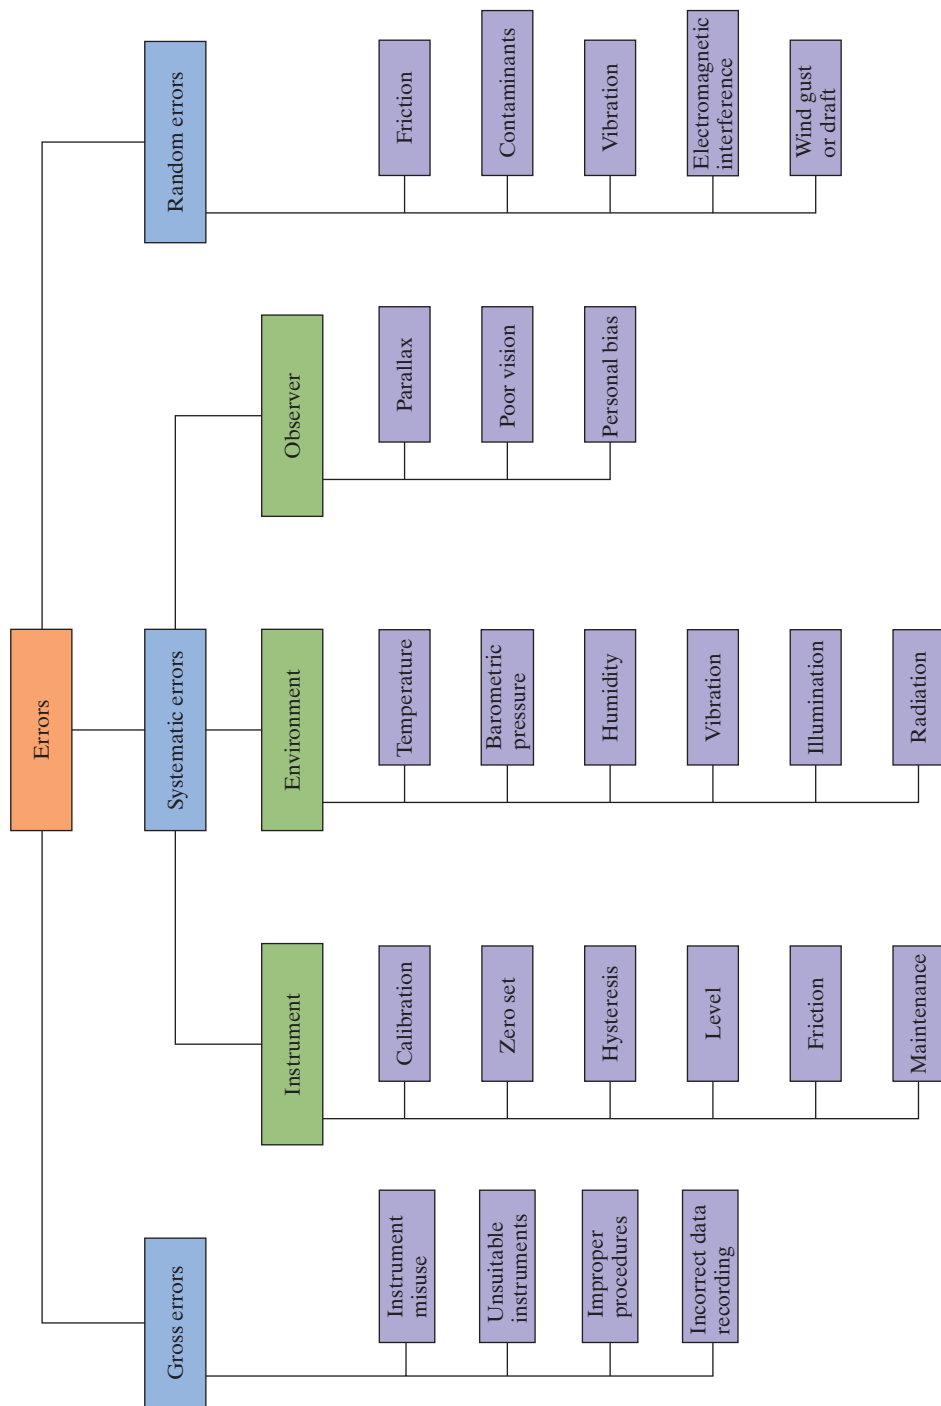 Errors
Gross errors
Systematic errors
Random errors
Instrument
Environment
Observer
Instrument
misuse
Unsuitable
instruments
Improper
procedures
Incorrect data
recording
Calibration
Zero set
Hysteresis
Level
Friction
Maintenance
Temperature
Barometric
pressure
Humidity
Vibration
Illumination
Radiation
Parallax
Poor vision
Personal bias
Friction
Contaminants
Vibration
Electromagnetic
interference
Wind gust
or draft